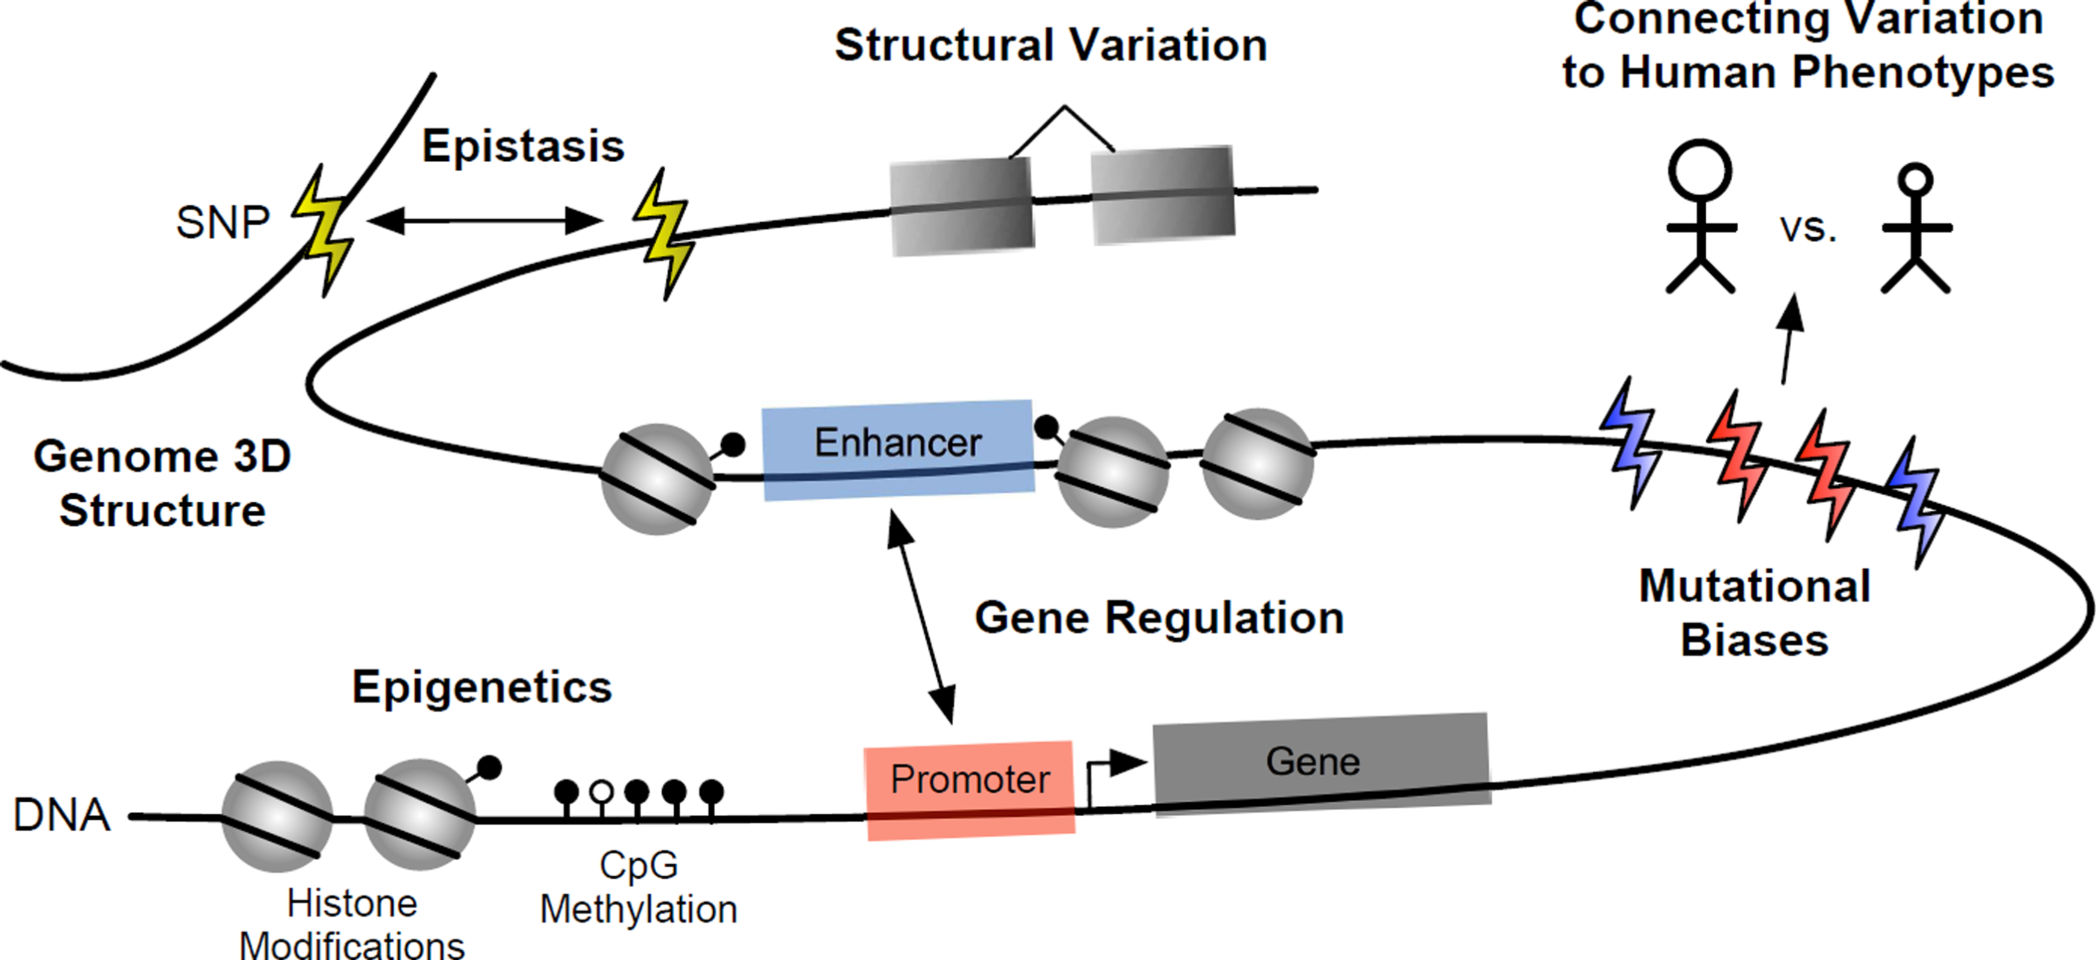 Connecting Variation
to Human Phenotypes
Structural Variation
Epistasis
SNP
vs.
Genome 3D
Structure
Enhancer
Mutational
Biases
Gene Regulation
Epigenetics
Promoter
Gene
DNA
CpG
Methylation
Histone
Modifications